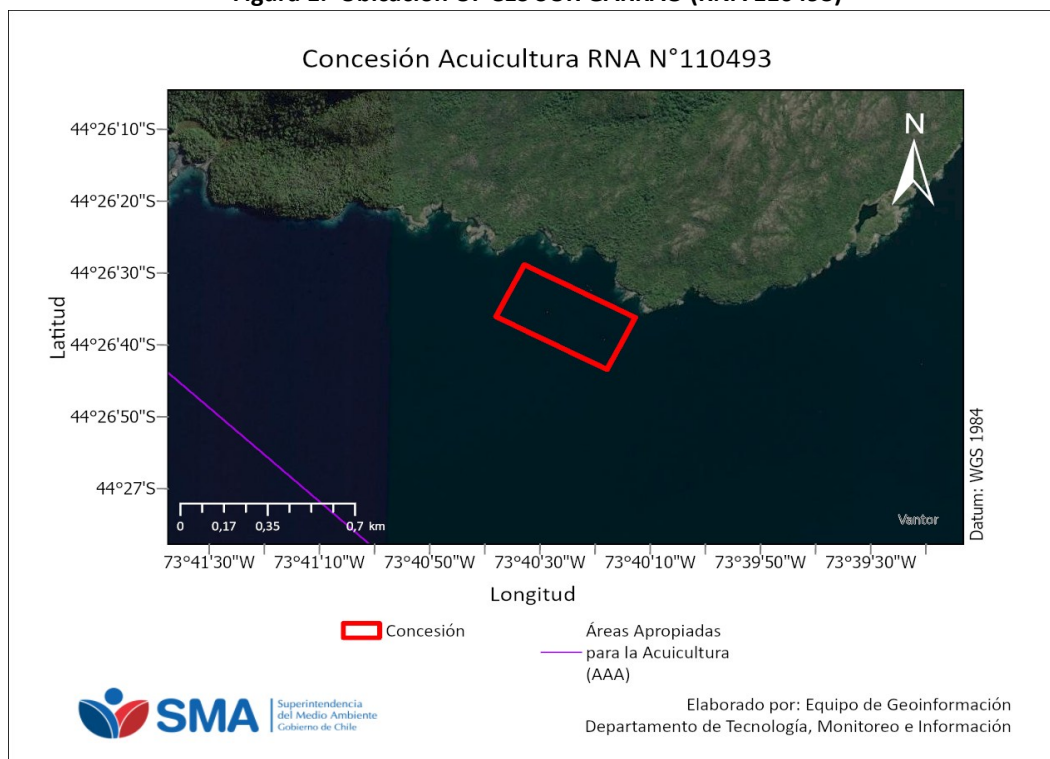 Concesión Acuicultura RNA N°110493
N
44°26'10"S
44°26'20"S
44°26'30"S
44°26'40"S
44°26'50"S
44°27'S
Latitud
0 0,17 0,35 0,7 km
Vantor
Datum: WGS 1984
73°41'30"W 73°41'10"W 73°40'50"W 73°40'30"W 73°40'10"W 73°39'50"W 73°39'30"W
Longitud
Concesión
Áreas Apropiadas
para la Acuicultura
(AAA)
SMA
Superintendencia
del Medio Ambiente
Gobierno de Chile
Elaborado por: Equipo de Geoinformación
Departamento de Tecnología, Monitoreo e Información